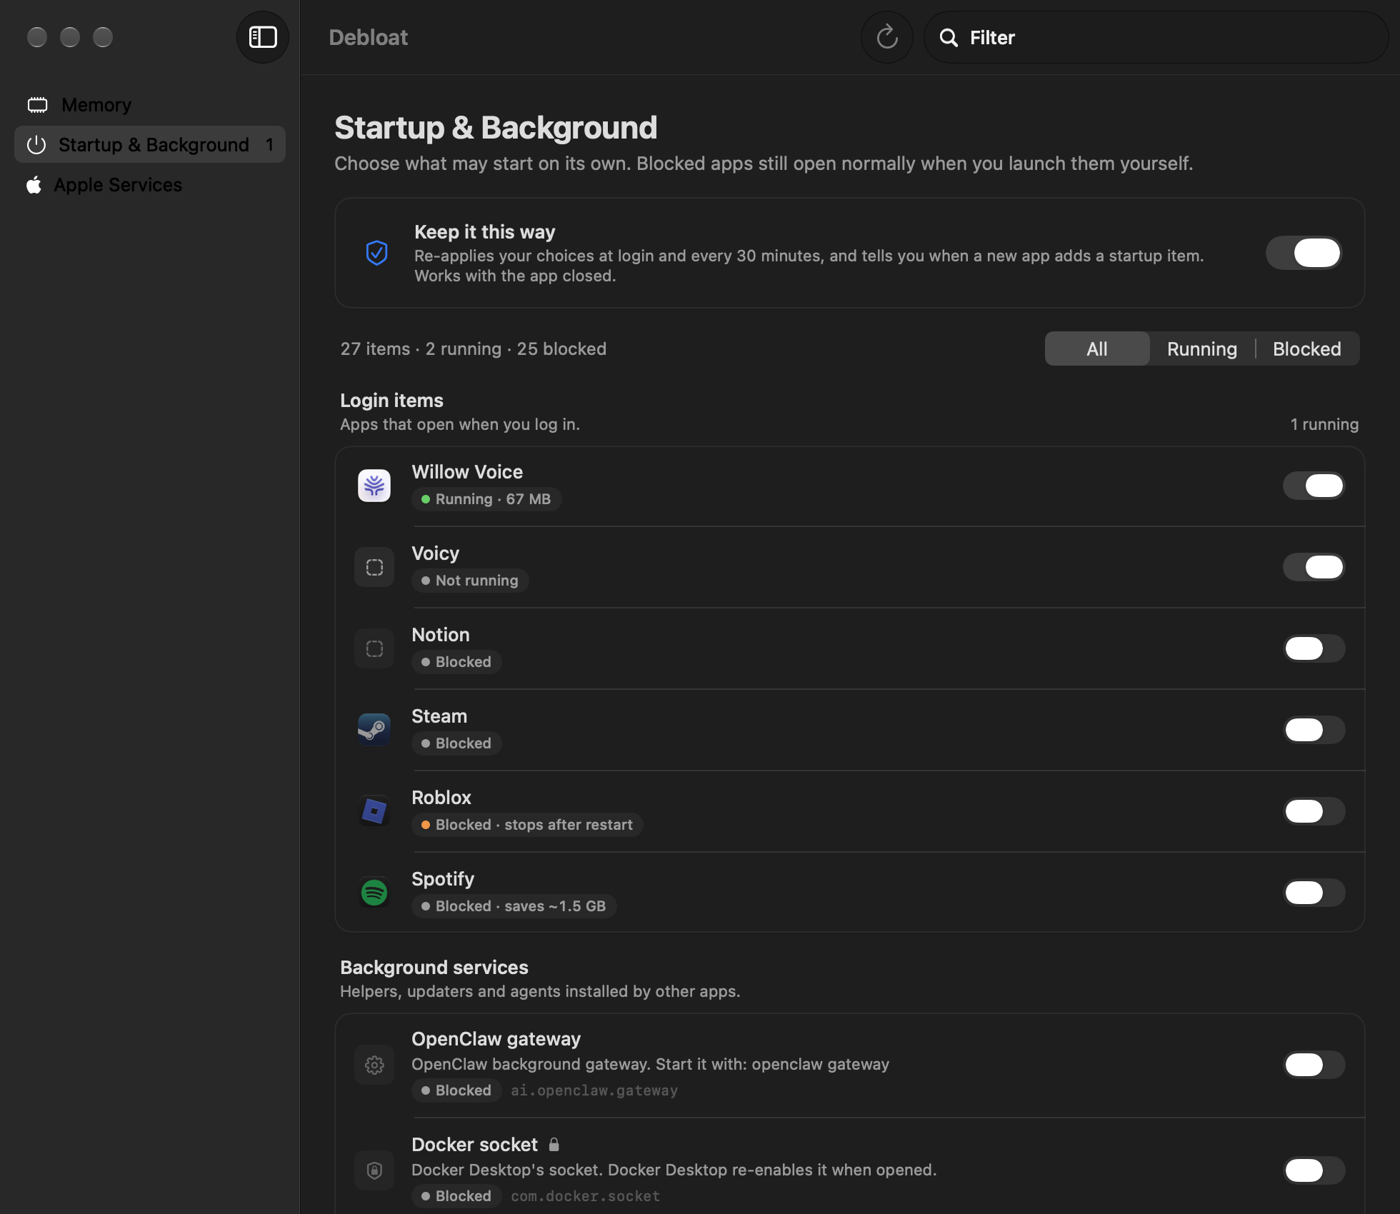 Debloat
Filter
Memory
Startup & Background 1
Apple Services
Startup & Background
Choose what may start on its own. Blocked apps still open normally when you launch them yourself.
Keep it this way
Re-applies your choices at login and every 30 minutes, and tells you when a new app adds a startup item.
Works with the app closed.
27 items · 2 running · 25 blocked
All
Running
Blocked
Login items
Apps that open when you log in.
1 running
Willow Voice
Running · 67 MB
Voicy
Not running
Notion
Blocked
Steam
Blocked
Roblox
Blocked · stops after restart
Spotify
Blocked · saves ~1.5 GB
Background services
Helpers, updaters and agents installed by other apps.
OpenClaw gateway
OpenClaw background gateway. Start it with: openclaw gateway
Blocked ai.openclaw.gateway
Docker socket
Docker Desktop's socket. Docker Desktop re-enables it when opened.
Blocked com.docker.socket